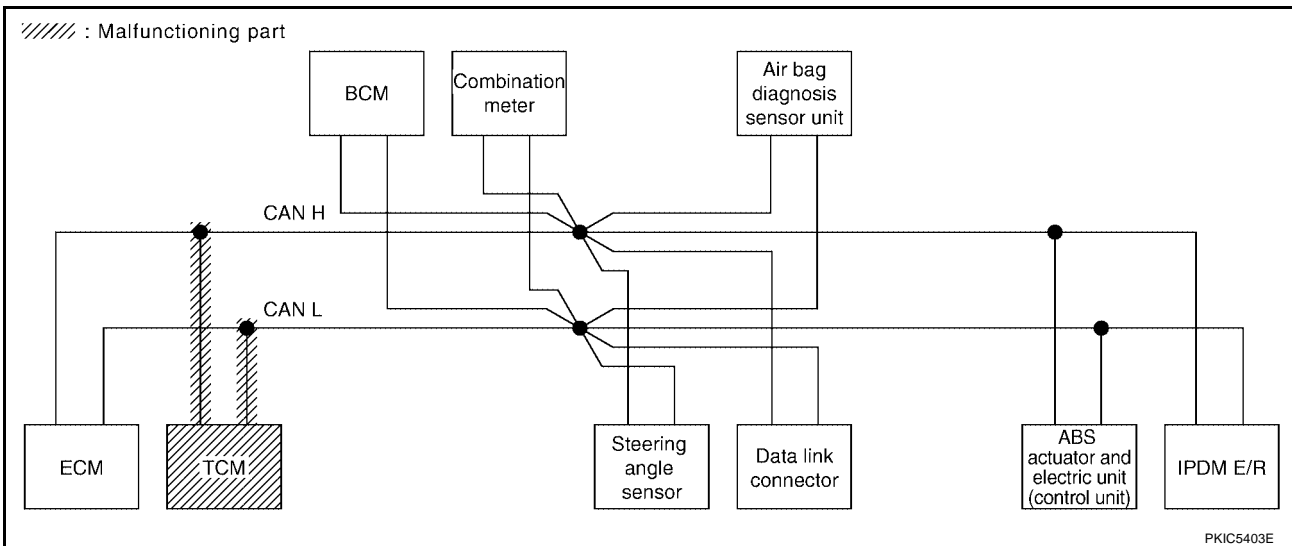 : Malfunctioning part
BCM
Combination
meter
Air bag
diagnosis
sensor unit
CAN H
CAN L
ECM
TCM
Steering
angle
sensor
Data link
connector
ABS
actuator and
electric unit
(control unit)
IPDM E/R
PKIC5403E